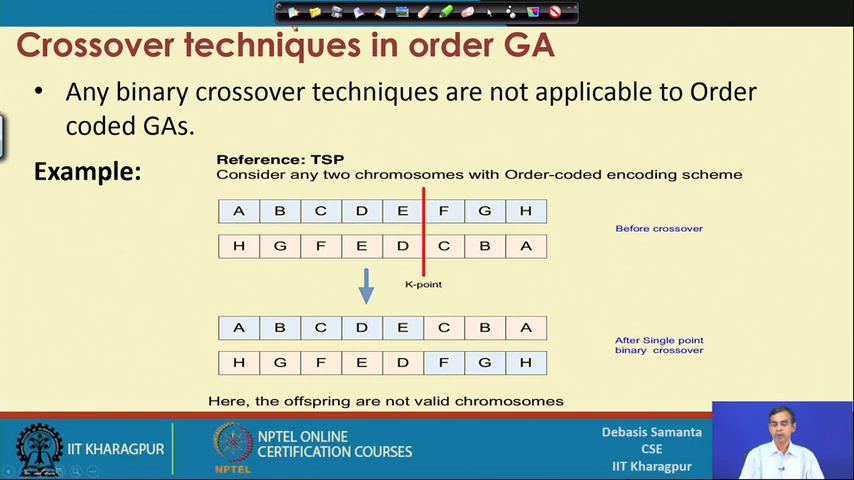 Crossover techniques in order GA
• Any binary crossover techniques are not applicable to Order
coded GAs.
Example:
Reference: TSP
Consider any two chromosomes with Order-coded encoding scheme
A B C D E F G H
H G F E D C B A
Before crossover
K-point
A B C D E C B A
H G F E D F G H
After Single point
binary crossover
Here, the offspring are not valid chromosomes
IIT KHARAGPUR
NPTEL
NPTEL ONLINE
CERTIFICATION COURSES
Debasis Samanta
CSE
IIT Kharagpur